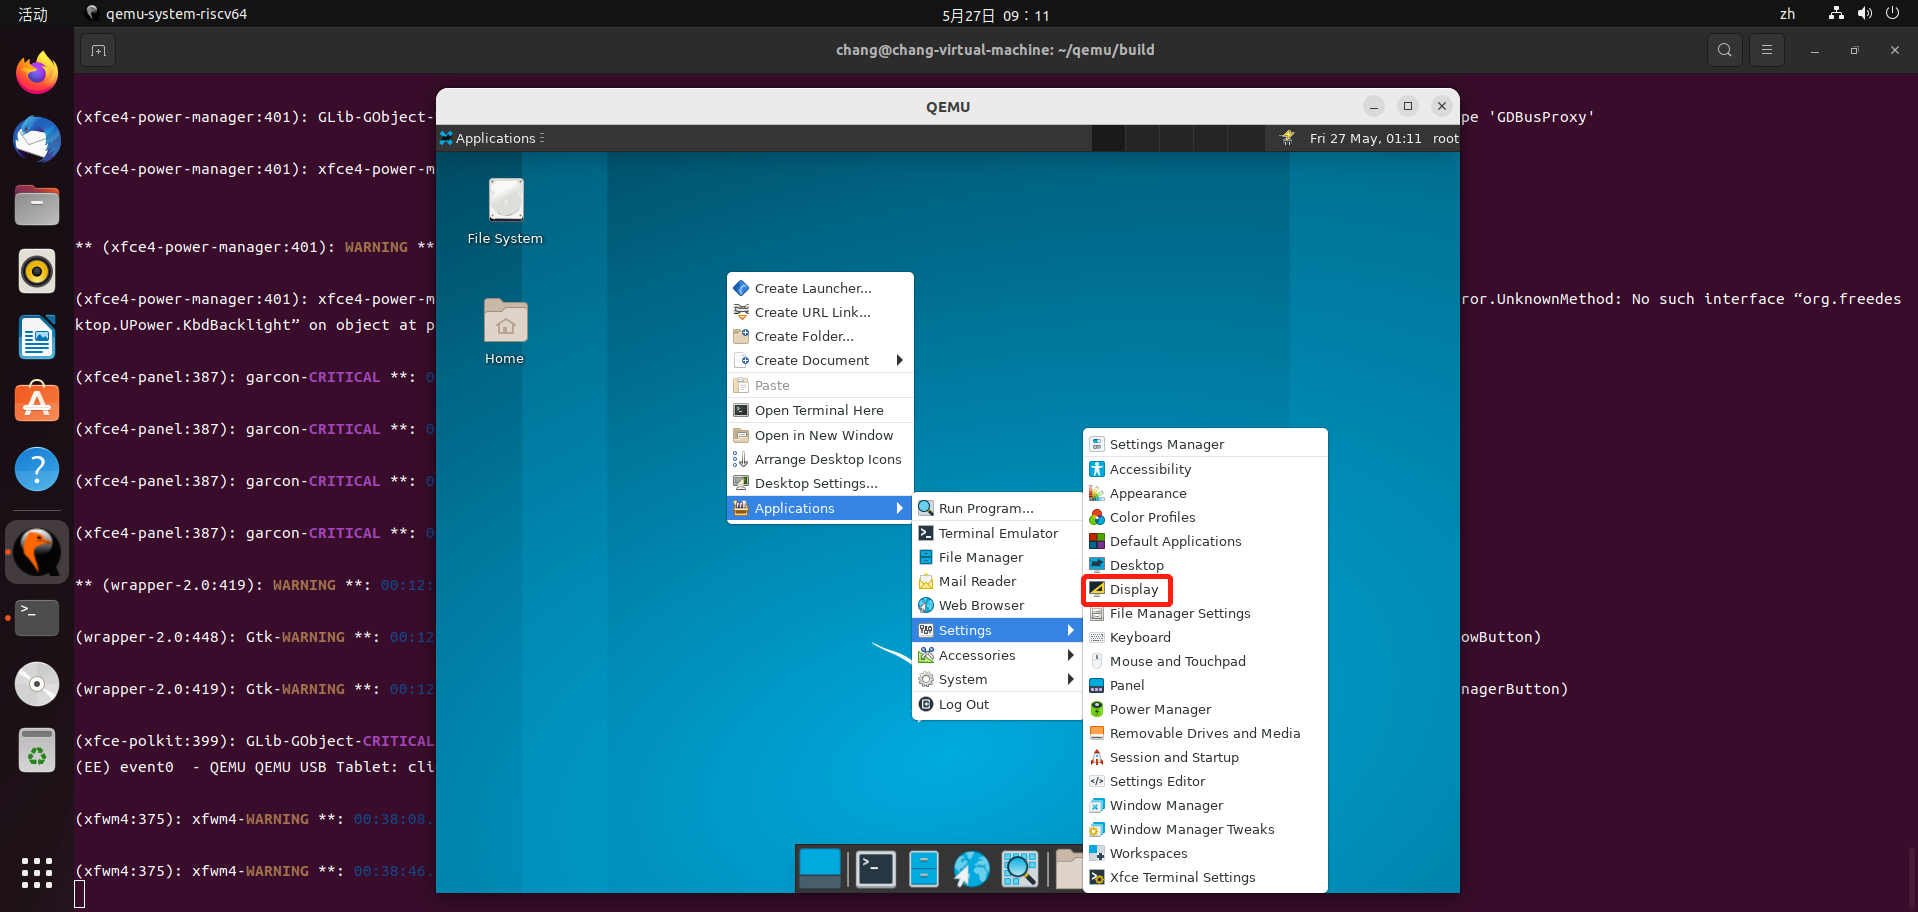 活动
qemu-system-riscv64
5月27日 09：11
zh
chang@chang-virtual-machine: ~/qemu/build
(xfce4-power-manager:401): GLib-GObject-
pe 'GDBusProxy'
(xfce4-power-manager:401): xfce4-power-m
** (xfce4-power-manager:401): WARNING **
(xfce4-power-manager:401): xfce4-power-m
ror.UnknownMethod: No such interface “org.freedes
ktop.UPower.KbdBacklight” on object at p
(xfce4-panel:387): garcon-CRITICAL **: 0
(xfce4-panel:387): garcon-CRITICAL **: 0
(xfce4-panel:387): garcon-CRITICAL **: 0
(xfce4-panel:387): garcon-CRITICAL **: 0
** (wrapper-2.0:419): WARNING **: 00:12:
(wrapper-2.0:448): Gtk-WARNING **: 00:12
owButton)
(wrapper-2.0:419): Gtk-WARNING **: 00:12
nagerButton)
(xfce-polkit:399): GLib-GObject-CRITICAL
(EE) event0  - QEMU QEMU USB Tablet: cli
(xfwm4:375): xfwm4-WARNING **: 00:38:08.
(xfwm4:375): xfwm4-WARNING **: 00:38:46.
QEMU
Applications
Fri 27 May, 01:11
root
File System
Home
Create Launcher...
Create URL Link...
Create Folder...
Create Document
Paste
Open Terminal Here
Open in New Window
Arrange Desktop Icons
Desktop Settings...
Applications
Run Program...
Terminal Emulator
File Manager
Mail Reader
Web Browser
Settings
Accessories
System
Log Out
Settings Manager
Accessibility
Appearance
Color Profiles
Default Applications
Desktop
Display
File Manager Settings
Keyboard
Mouse and Touchpad
Panel
Power Manager
Removable Drives and Media
Session and Startup
Settings Editor
Window Manager
Window Manager Tweaks
Workspaces
Xfce Terminal Settings